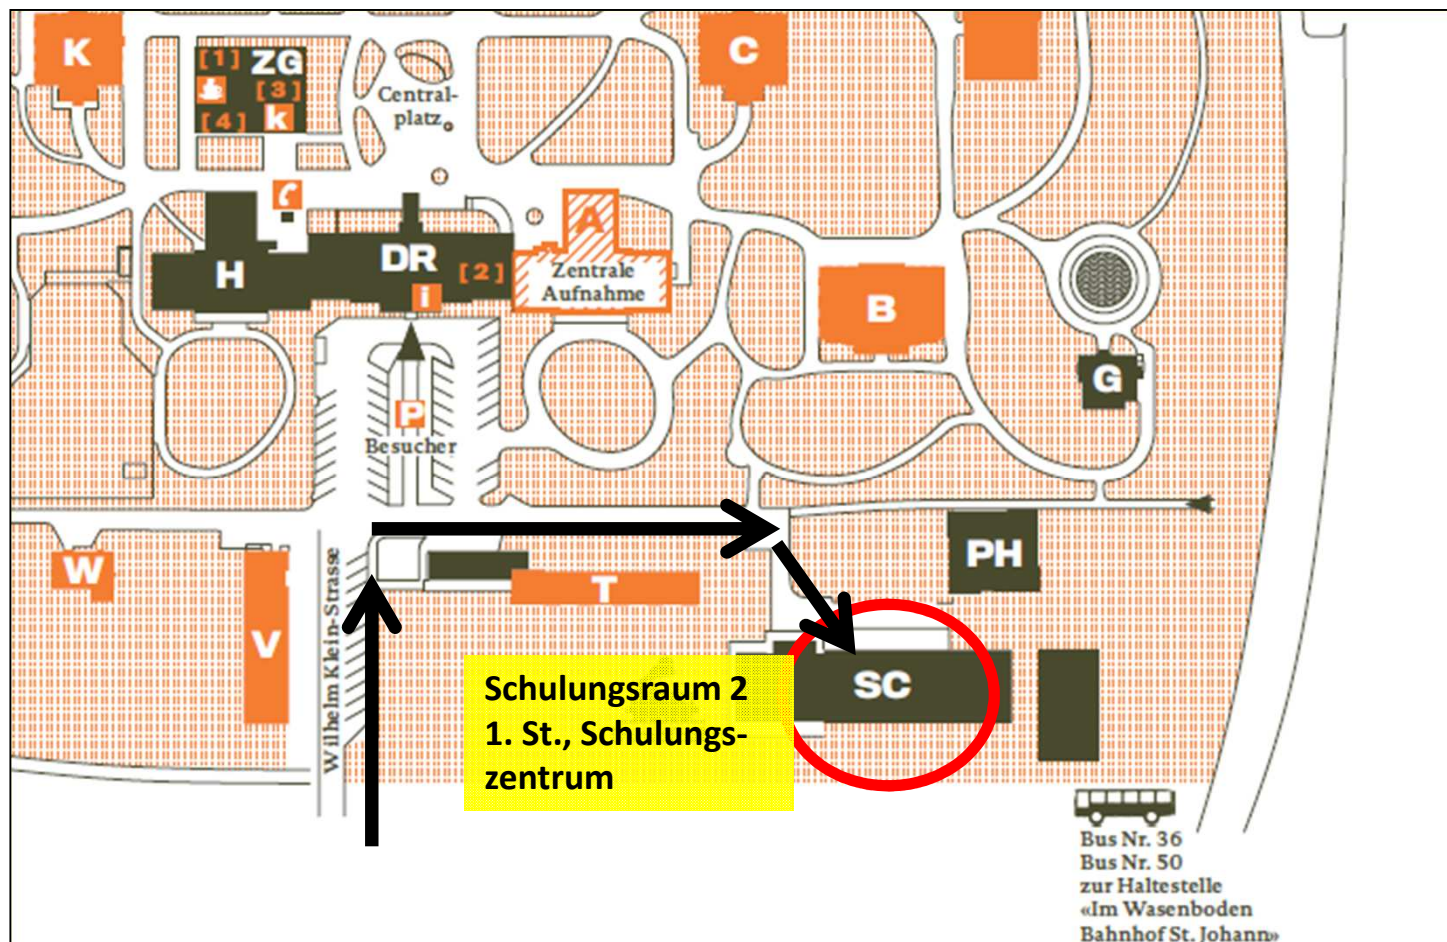 K
[1] ZG
[3]
[4] k
Central-
platz
C
H
DR
[2]
i
A
Zentrale
Aufnahme
B
G
P
Besucher
W
V
Wilhelm Klein-Strasse
T
PH
SC
Schulungsraum 2
1. St., Schulungs-
zentrum
Bus Nr. 36
Bus Nr. 50
zur Haltestelle
«Im Wasenboden
Bahnhof St. Johann»